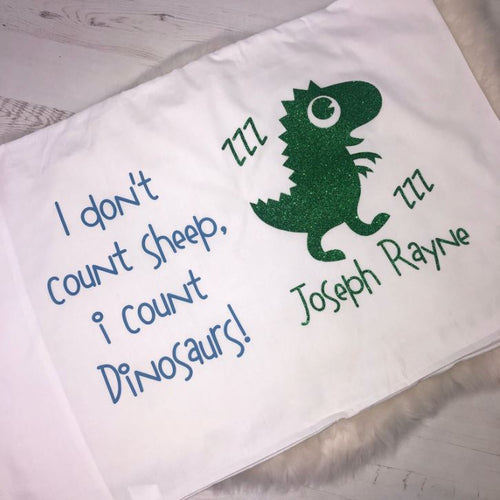 I don't
count sheep,
i count
Dinosaurs!
ZZZ
ZZZ
Joseph Rayne